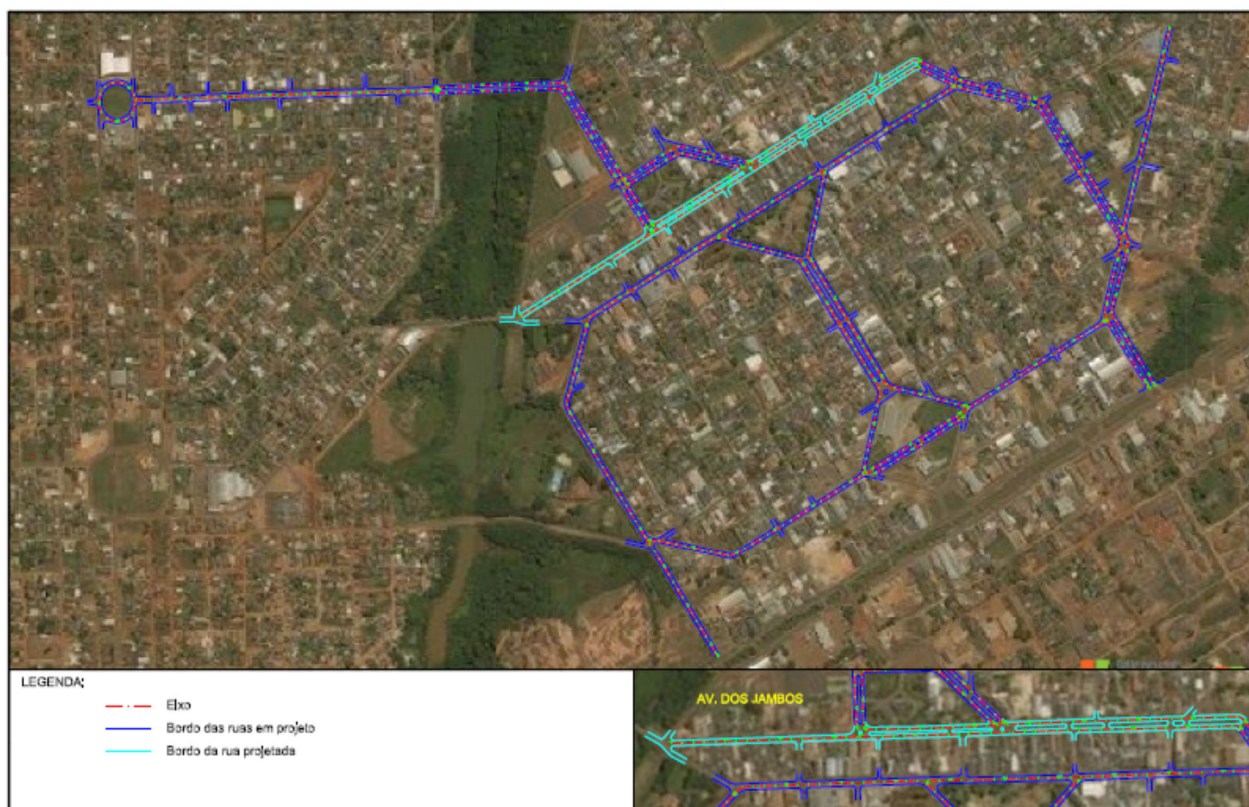 LEGENDA:
Eixo
Bordo das ruas em projeto
Bordo da rua projetada
AV. DOS JAMBOS